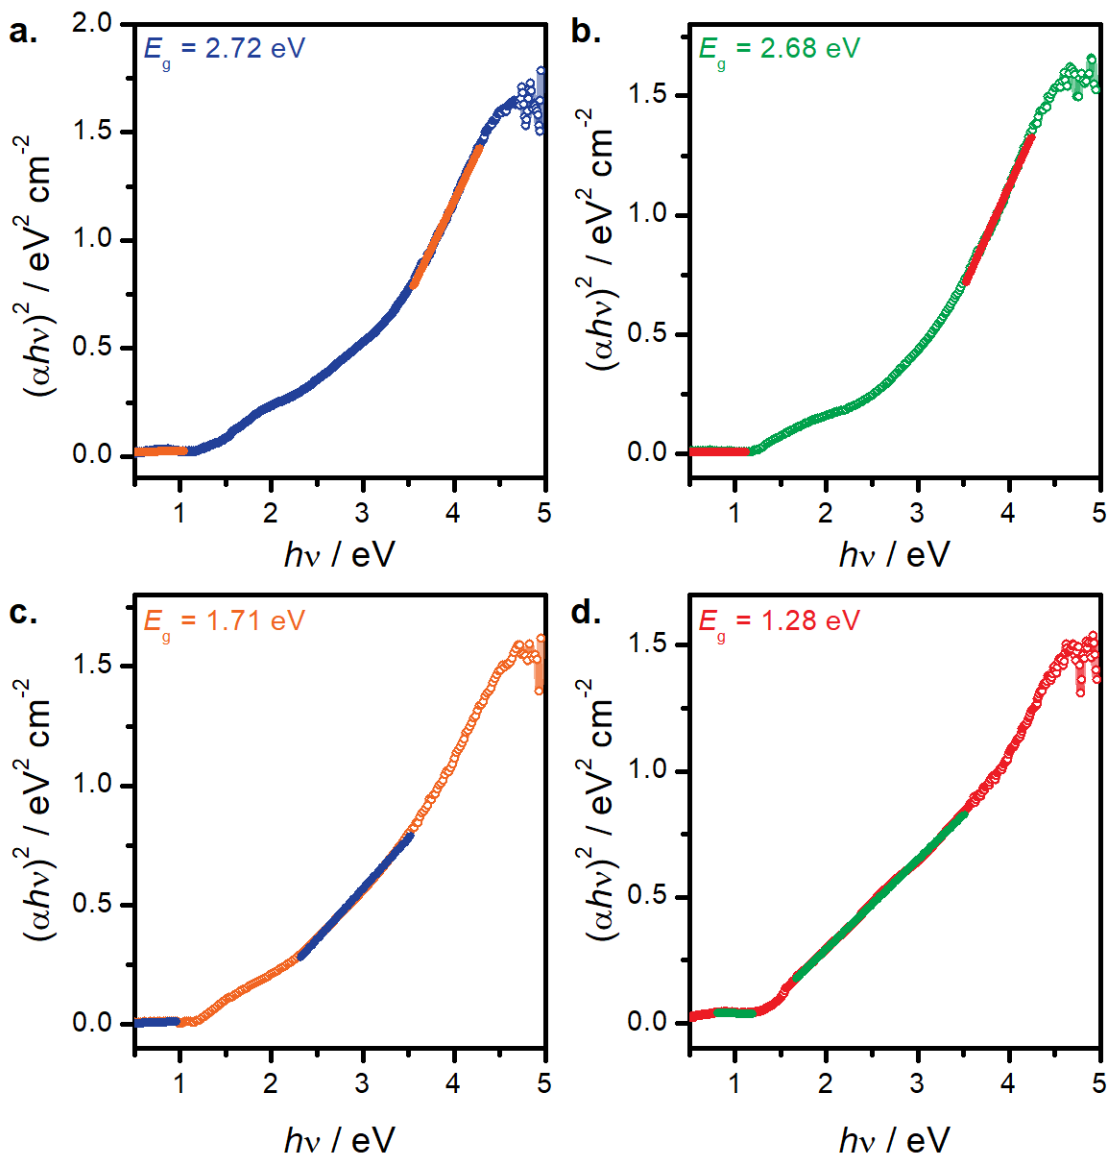 a.
E_g = 2.72 eV
2.0
1.5
1.0
0.5
0.0
(αhν)² / eV² cm⁻²
1 2 3 4 5
hν / eV
b.
E_g = 2.68 eV
1.5
1.0
0.5
0.0
(αhν)² / eV² cm⁻²
1 2 3 4 5
hν / eV
c.
E_g = 1.71 eV
1.5
1.0
0.5
0.0
(αhν)² / eV² cm⁻²
1 2 3 4 5
hν / eV
d.
E_g = 1.28 eV
1.5
1.0
0.5
0.0
(αhν)² / eV² cm⁻²
1 2 3 4 5
hν / eV